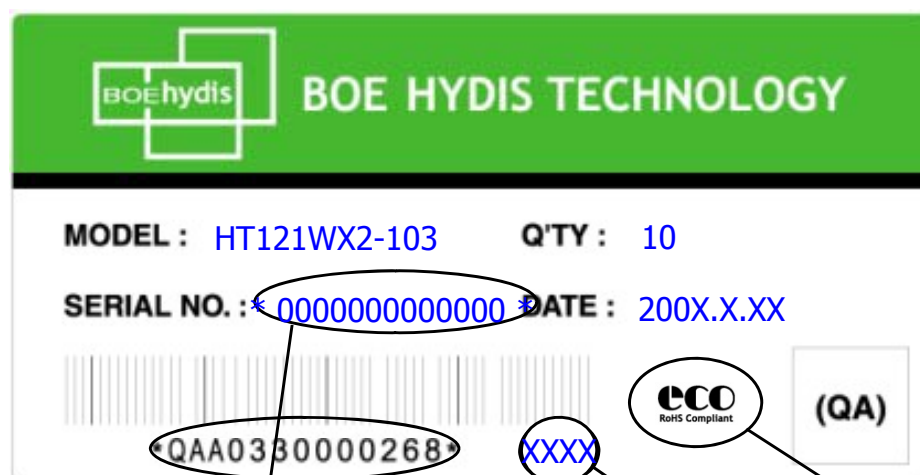 BOEhydis BOE HYDIS TECHNOLOGY
MODEL : HT121WX2-103 Q'TY : 10
SERIAL NO. : * 0000000000000 * DATE : 200X.X.XX
eco
RoHS Compliant
(QA)
*QAA0330000268* XXXX